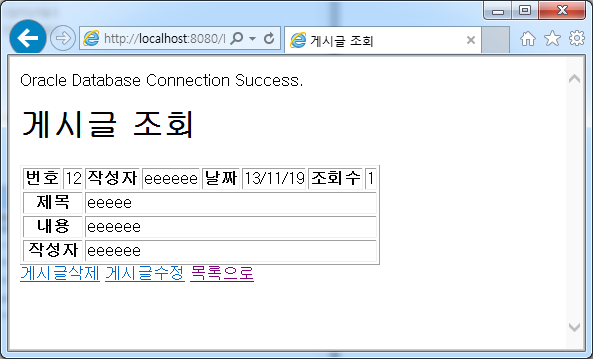 http://localhost:8080/
게시글 조회
Oracle Database Connection Success.
게시글 조회
번호 12 작성자 eeeeee 날짜 13/11/19 조회수 1
제목 eeeee
내용 eeeeee
작성자 eeeeee
게시글삭제 게시글수정 목록으로